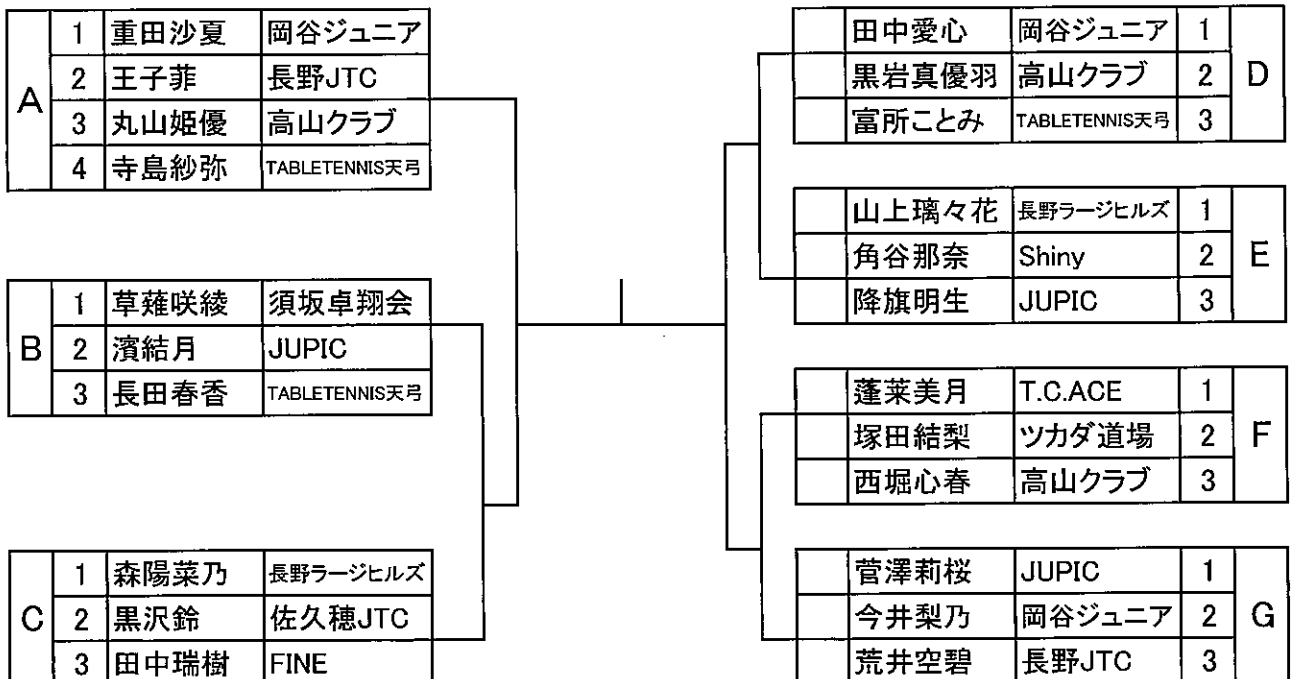 A
1 重田沙夏 岡谷ジュニア
2 王子菲 長野JTC
3 丸山姫優 高山クラブ
4 寺島紗弥 TABLETENNIS天弓
B
1 草薙咲綾 須坂卓翔会
2 濱結月 JUPIC
3 長田春香 TABLETENNIS天弓
C
1 森陽菜乃 長野ラージヒルズ
2 黒沢鈴 佐久穂JTC
3 田中瑞樹 FINE
田中愛心 岡谷ジュニア 1
黒岩真優羽 高山クラブ 2
富所ことみ TABLETENNIS天弓 3
D
山上璃々花 長野ラージヒルズ 1
角谷那奈 Shiny 2
降旗明生 JUPIC 3
E
蓬莱美月 T.C.ACE 1
塚田結梨 ツカダ道場 2
西堀心春 高山クラブ 3
F
菅澤莉桜 JUPIC 1
今井梨乃 岡谷ジュニア 2
荒井空碧 長野JTC 3
G